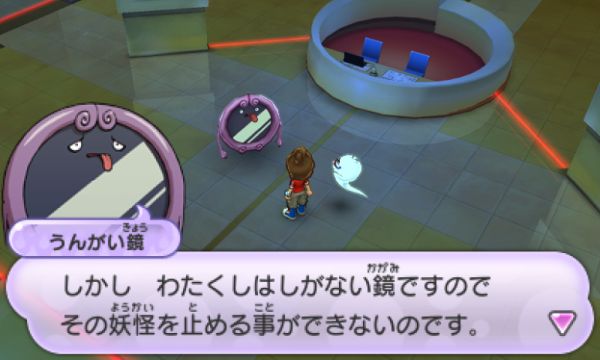 うんがい鏡
しかし　わたくしはしがない鏡ですので
その妖怪を止める事ができないのです。